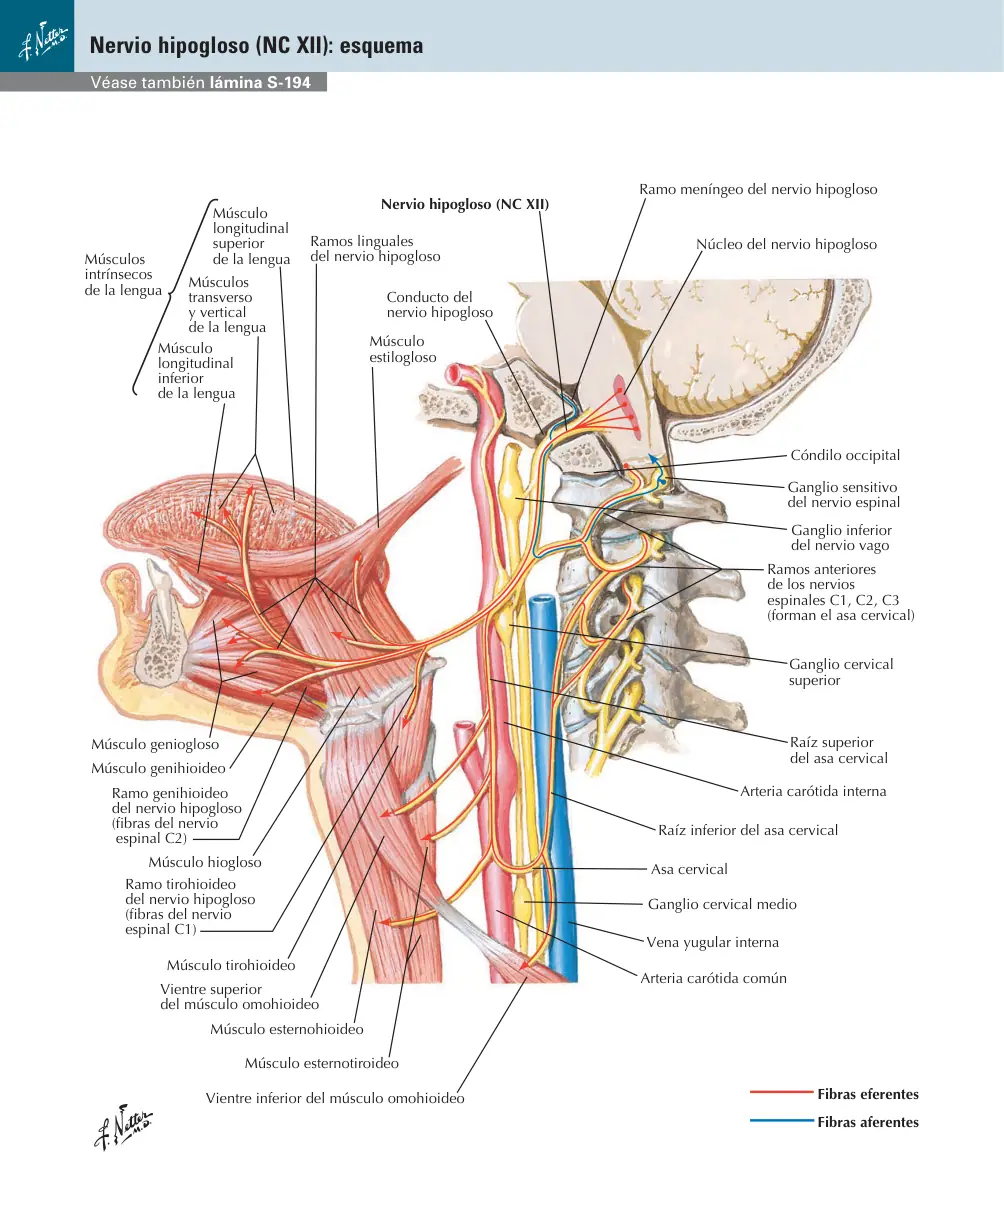 F. Netter M.D.
Nervio hipogloso (NC XII): esquema
Véase también lámina S-194
Ramo meníngeo del nervio hipogloso
Nervio hipogloso (NC XII)
Núcleo del nervio hipogloso
Músculo
longitudinal
superior
de la lengua
Ramos linguales
del nervio hipogloso
Músculos
intrínsecos
de la lengua
Músculos
transverso
y vertical
de la lengua
Conducto del
nervio hipogloso
Músculo
estilogloso
Músculo
longitudinal
inferior
de la lengua
Cóndilo occipital
Ganglio sensitivo
del nervio espinal
Ganglio inferior
del nervio vago
Ramos anteriores
de los nervios
espinales C1, C2, C3
(forman el asa cervical)
Ganglio cervical
superior
Músculo geniogloso
Raíz superior
del asa cervical
Músculo genihioideo
Ramo genihioideo
del nervio hipogloso
(fibras del nervio
espinal C2)
Arteria carótida interna
Raíz inferior del asa cervical
Músculo hiogloso
Asa cervical
Ramo tirohioideo
del nervio hipogloso
(fibras del nervio
espinal C1)
Ganglio cervical medio
Vena yugular interna
Músculo tirohioideo
Arteria carótida común
Vientre superior
del músculo omohioideo
Músculo esternohioideo
Músculo esternotiroideo
Vientre inferior del músculo omohioideo
Fibras eferentes
Fibras aferentes
F. Netter M.D.